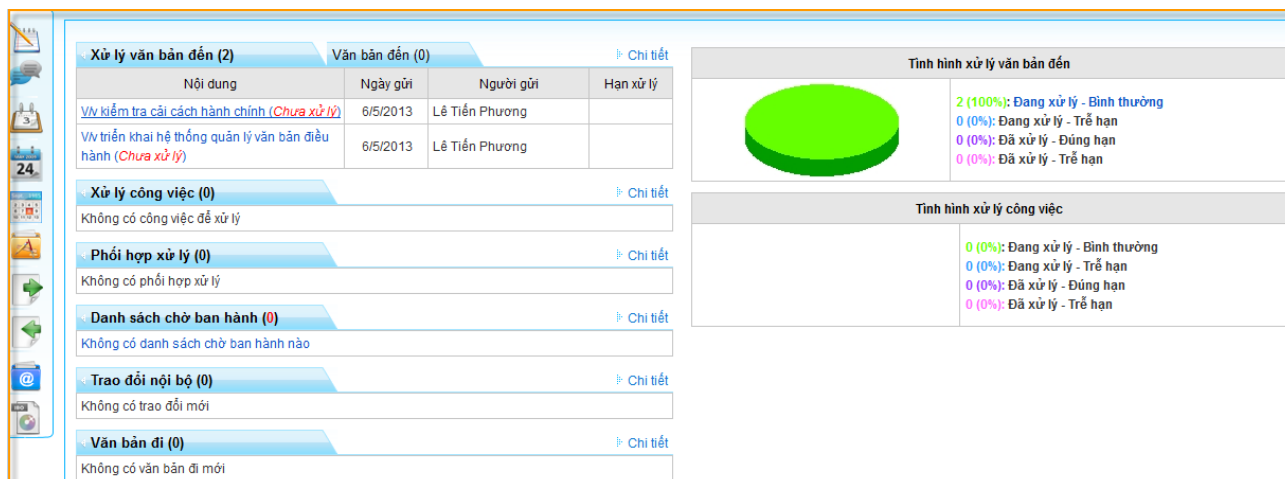 Xử lý văn bản đến (2)
Văn bản đến (0)
Chi tiết
Nội dung
Ngày gửi
Người gửi
Hạn xử lý
V/v kiểm tra cải cách hành chính (Chưa xử lý)
6/5/2013
Lê Tiến Phương
V/v triển khai hệ thống quản lý văn bản điều
hành (Chưa xử lý)
6/5/2013
Lê Tiến Phương
Xử lý công việc (0)
Chi tiết
Không có công việc để xử lý
Phối hợp xử lý (0)
Chi tiết
Không có phối hợp xử lý
Danh sách chờ ban hành (0)
Chi tiết
Không có danh sách chờ ban hành nào
Trao đổi nội bộ (0)
Chi tiết
Không có trao đổi mới
Văn bản đi (0)
Chi tiết
Không có văn bản đi mới
Tình hình xử lý văn bản đến
2 (100%): Đang xử lý - Bình thường
0 (0%): Đang xử lý - Trễ hạn
0 (0%): Đã xử lý - Đúng hạn
0 (0%): Đã xử lý - Trễ hạn
Tình hình xử lý công việc
0 (0%): Đang xử lý - Bình thường
0 (0%): Đang xử lý - Trễ hạn
0 (0%): Đã xử lý - Đúng hạn
0 (0%): Đã xử lý - Trễ hạn
3
24
A
@
ISO